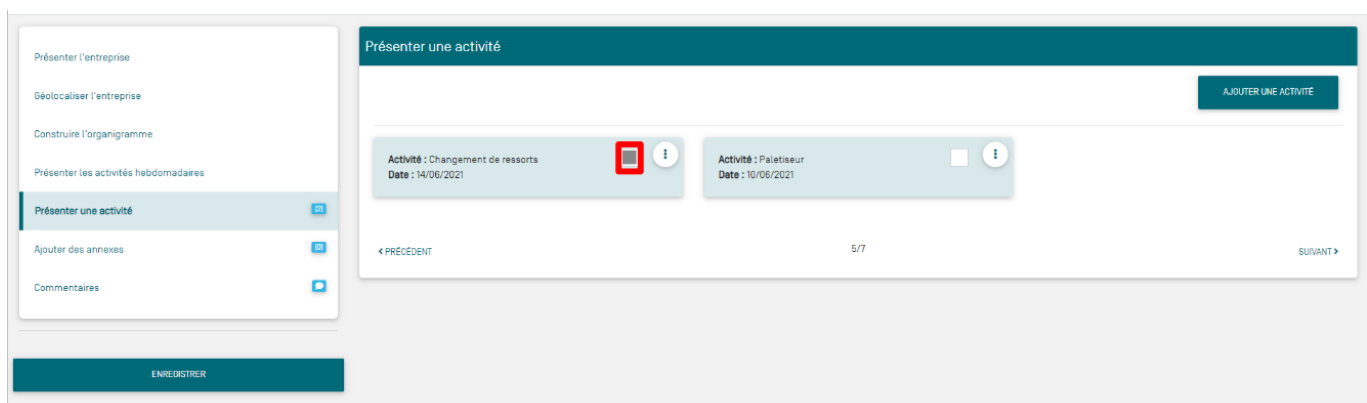 Présenter l'entreprise
Géolocaliser l'entreprise
Construire l'organigramme
Présenter les activités hebdomadaires
Présenter une activité
Ajouter des annexes
Commentaires
ENREGISTRER
Présenter une activité
AJOUTER UNE ACTIVITÉ
Activité : Changement de ressorts
Date : 14/06/2021
Activité : Paletiseur
Date : 10/06/2021
< PRÉCÉDENT
5/7
SUIVANT >